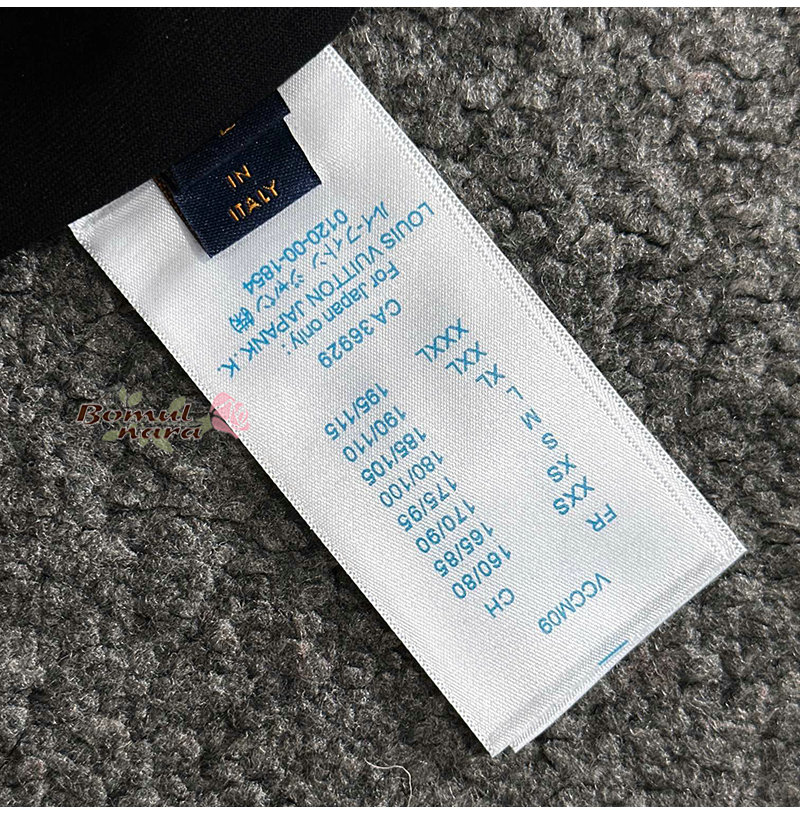 IN
ITALY
VCCM09
FR CH
XXS 160/80
XS 165/85
S 170/90
M 175/95
L 180/100
XL 185/105
XXL 190/110
XXXL 195/115
CA 36929
For Japan only :
LOUIS VUITTON JAPAN K. K.
ルイ・ヴィトン ジャパン ㈱
0120-00-1854
Bomul
nara